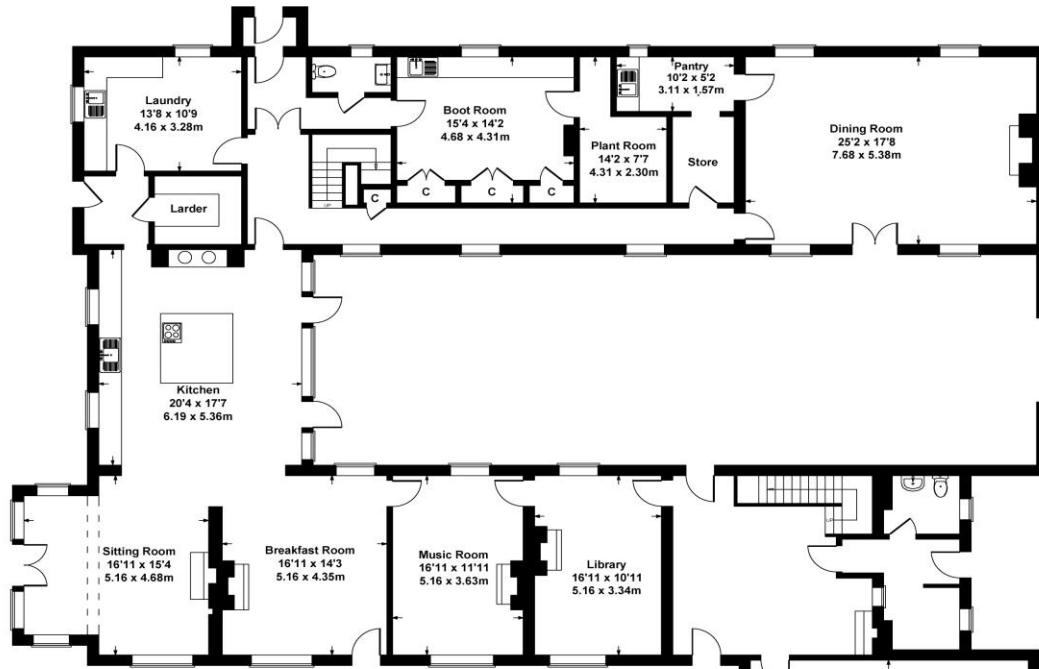 Laundry
13'8 x 10'9
4.16 x 3.28m
Boot Room
15'4 x 14'2
4.68 x 4.31m
Pantry
10'2 x 5'2
3.11 x 1.57m
Plant Room
14'2 x 7'7
4.31 x 2.30m
Store
Dining Room
25'2 x 17'8
7.68 x 5.38m
Larder
UP
C
C
C
C
Kitchen
20'4 x 17'7
6.19 x 5.36m
Sitting Room
16'11 x 15'4
5.16 x 4.68m
Breakfast Room
16'11 x 14'3
5.16 x 4.35m
Music Room
16'11 x 11'11
5.16 x 3.63m
Library
16'11 x 10'11
5.16 x 3.34m
UP